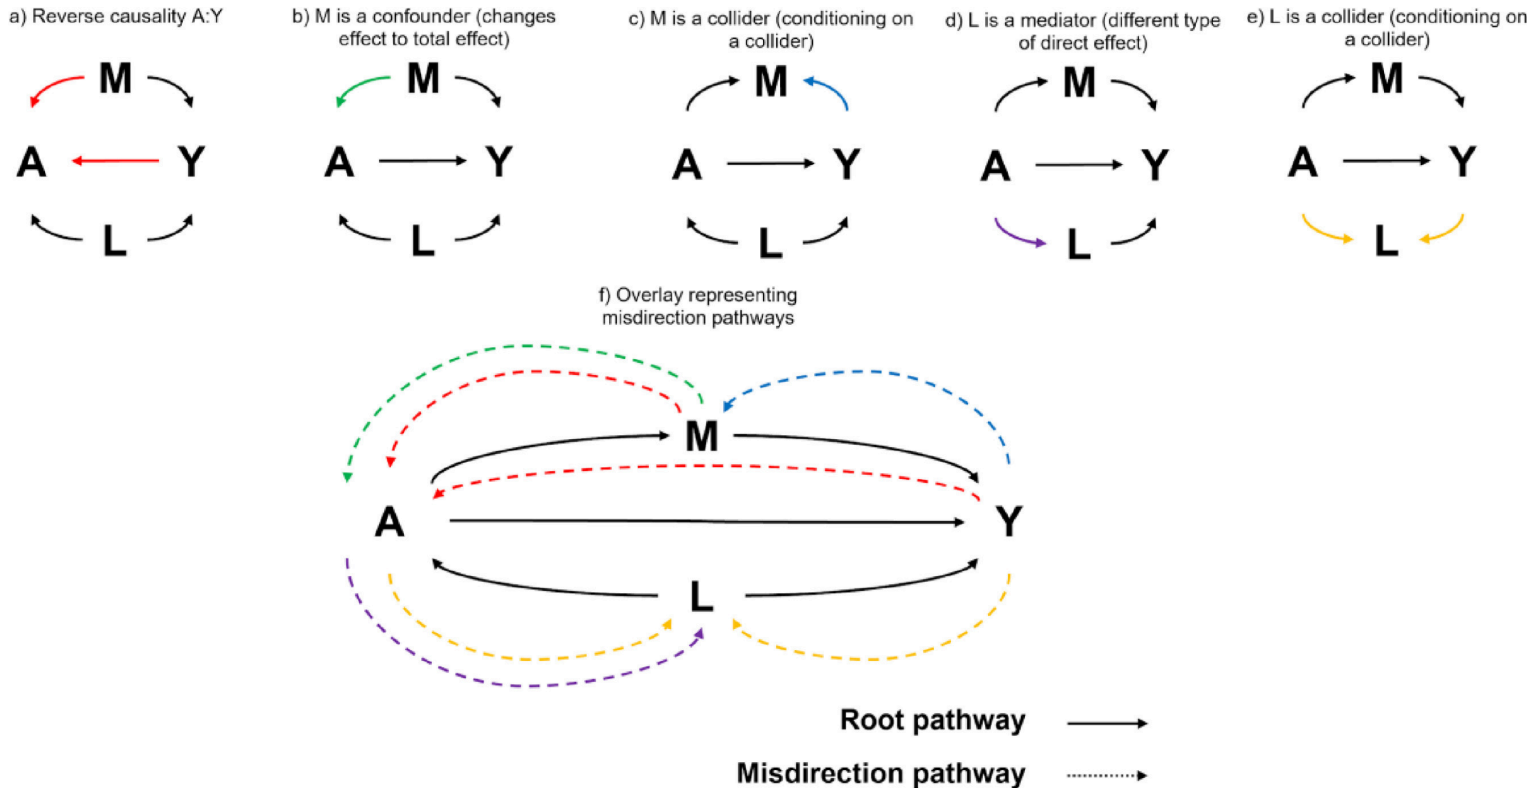 a) Reverse causality A:Y
M
A
Y
L
b) M is a confounder (changes
effect to total effect)
M
A
Y
L
c) M is a collider (conditioning on
a collider)
M
A
Y
L
d) L is a mediator (different type
of direct effect)
M
A
Y
L
e) L is a collider (conditioning on
a collider)
M
A
Y
L
f) Overlay representing
misdirection pathways
M
A
Y
L
Root pathway
Misdirection pathway